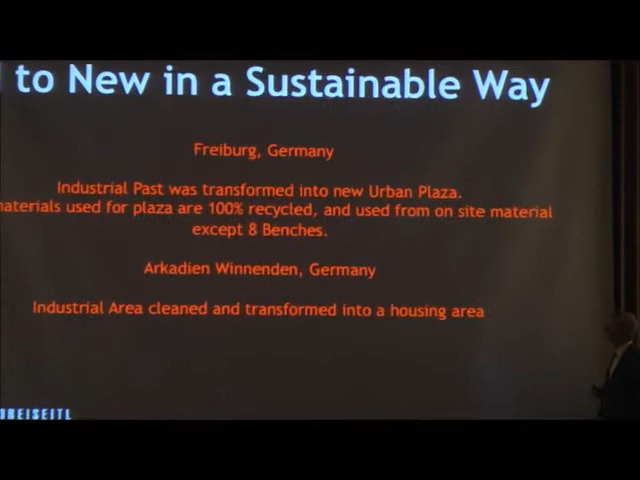 to New in a Sustainable Way
Freiburg, Germany
Industrial Past was transformed into new Urban Plaza.
materials used for plaza are 100% recycled, and used from on site material
except 8 Benches.
Arkadien Winnenden, Germany
Industrial Area cleaned and transformed into a housing area
DREISEITL